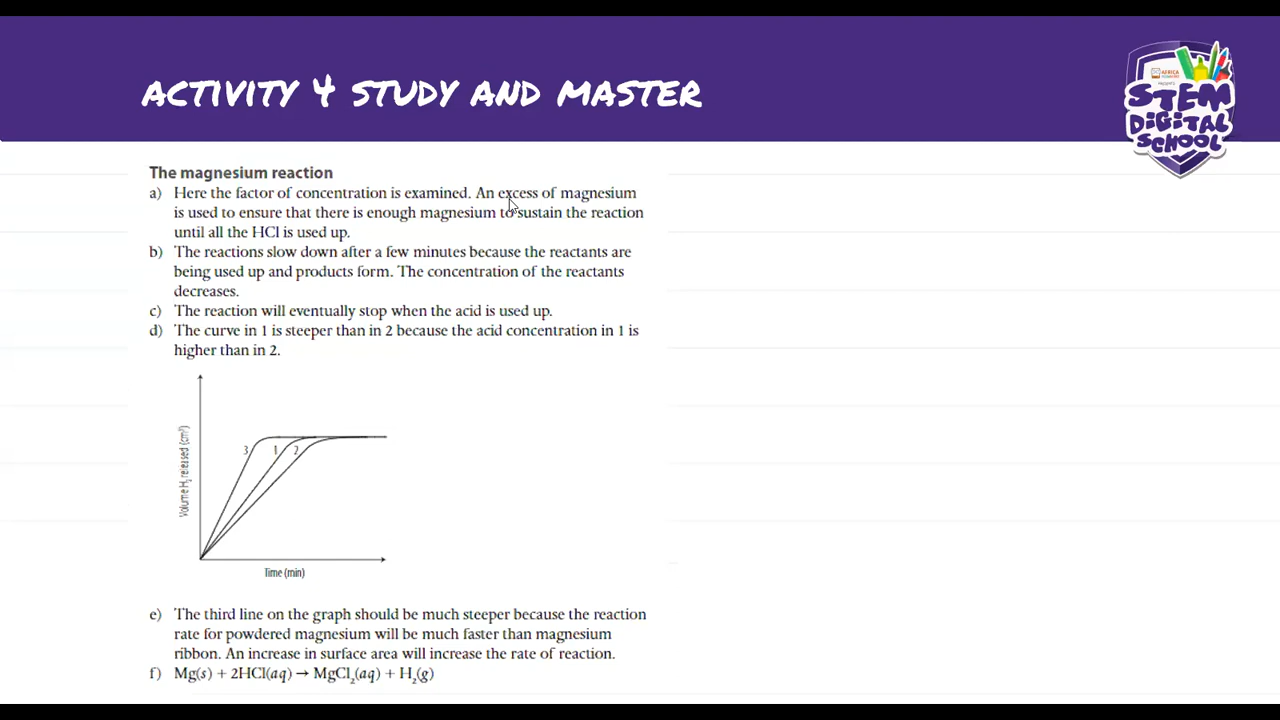 ACTIVITY 4 STUDY AND MASTER
AFRICA
STEM
DIGITAL
SCHOOL
The magnesium reaction
a) Here the factor of concentration is examined. An excess of magnesium
is used to ensure that there is enough magnesium to sustain the reaction
until all the HCl is used up.
b) The reactions slow down after a few minutes because the reactants are
being used up and products form. The concentration of the reactants
decreases.
c) The reaction will eventually stop when the acid is used up.
d) The curve in 1 is steeper than in 2 because the acid concentration in 1 is
higher than in 2.
Volume H₂ released (cm³)
3 1 2
Time (min)
e) The third line on the graph should be much steeper because the reaction
rate for powdered magnesium will be much faster than magnesium
ribbon. An increase in surface area will increase the rate of reaction.
f) Mg(s) + 2HCl(aq) → MgCl₂(aq) + H₂(g)